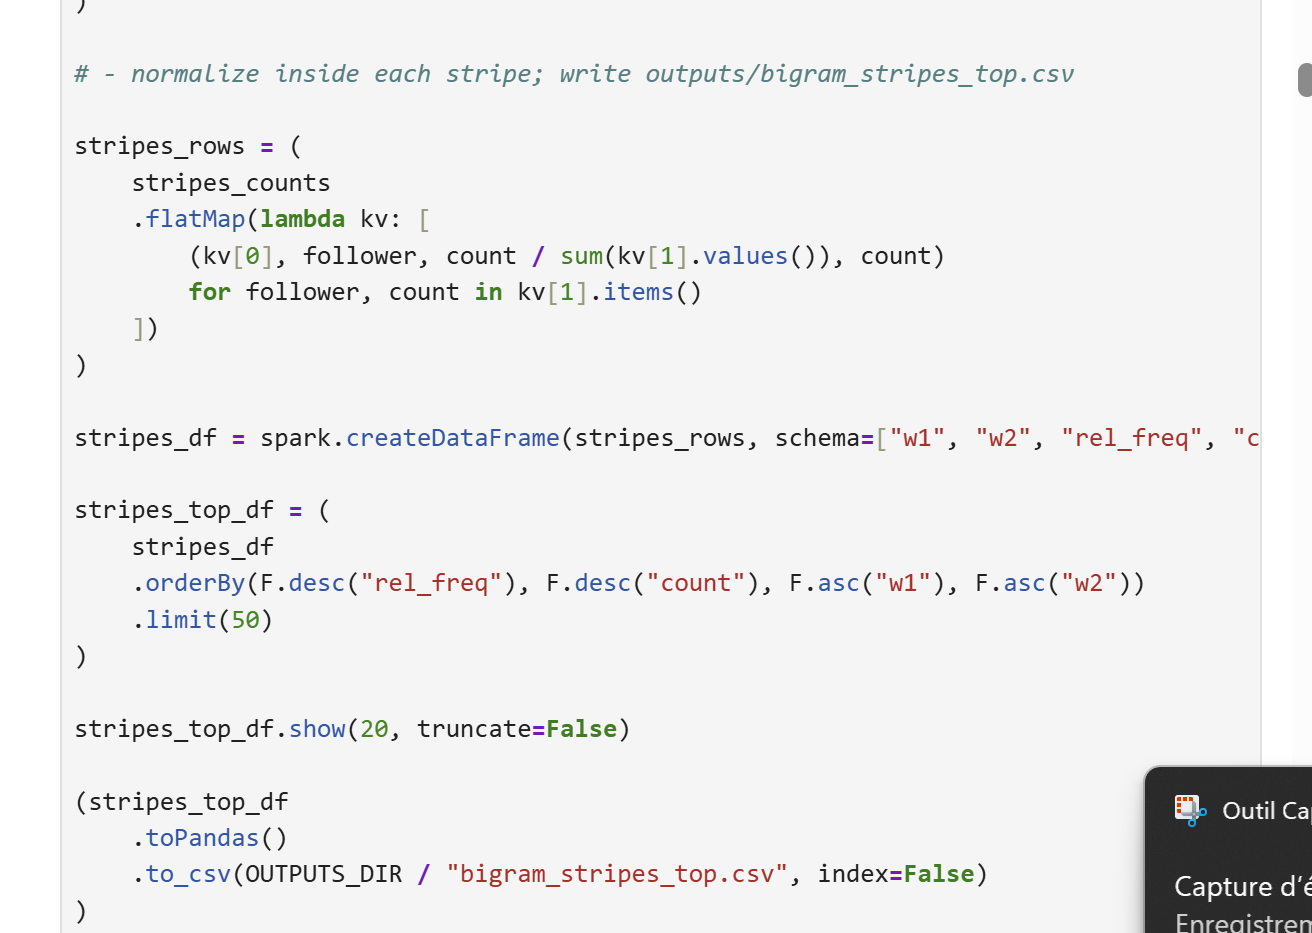 )
# - normalize inside each stripe; write outputs/bigram_stripes_top.csv
stripes_rows = (
    stripes_counts
    .flatMap(lambda kv: [
        (kv[0], follower, count / sum(kv[1].values()), count)
        for follower, count in kv[1].items()
    ])
)
stripes_df = spark.createDataFrame(stripes_rows, schema=["w1", "w2", "rel_freq", "c
stripes_top_df = (
    stripes_df
    .orderBy(F.desc("rel_freq"), F.desc("count"), F.asc("w1"), F.asc("w2"))
    .limit(50)
)
stripes_top_df.show(20, truncate=False)
(stripes_top_df
    .toPandas()
    .to_csv(OUTPUTS_DIR / "bigram_stripes_top.csv", index=False)
)
Outil Cap
Capture d'é
Enregistrem